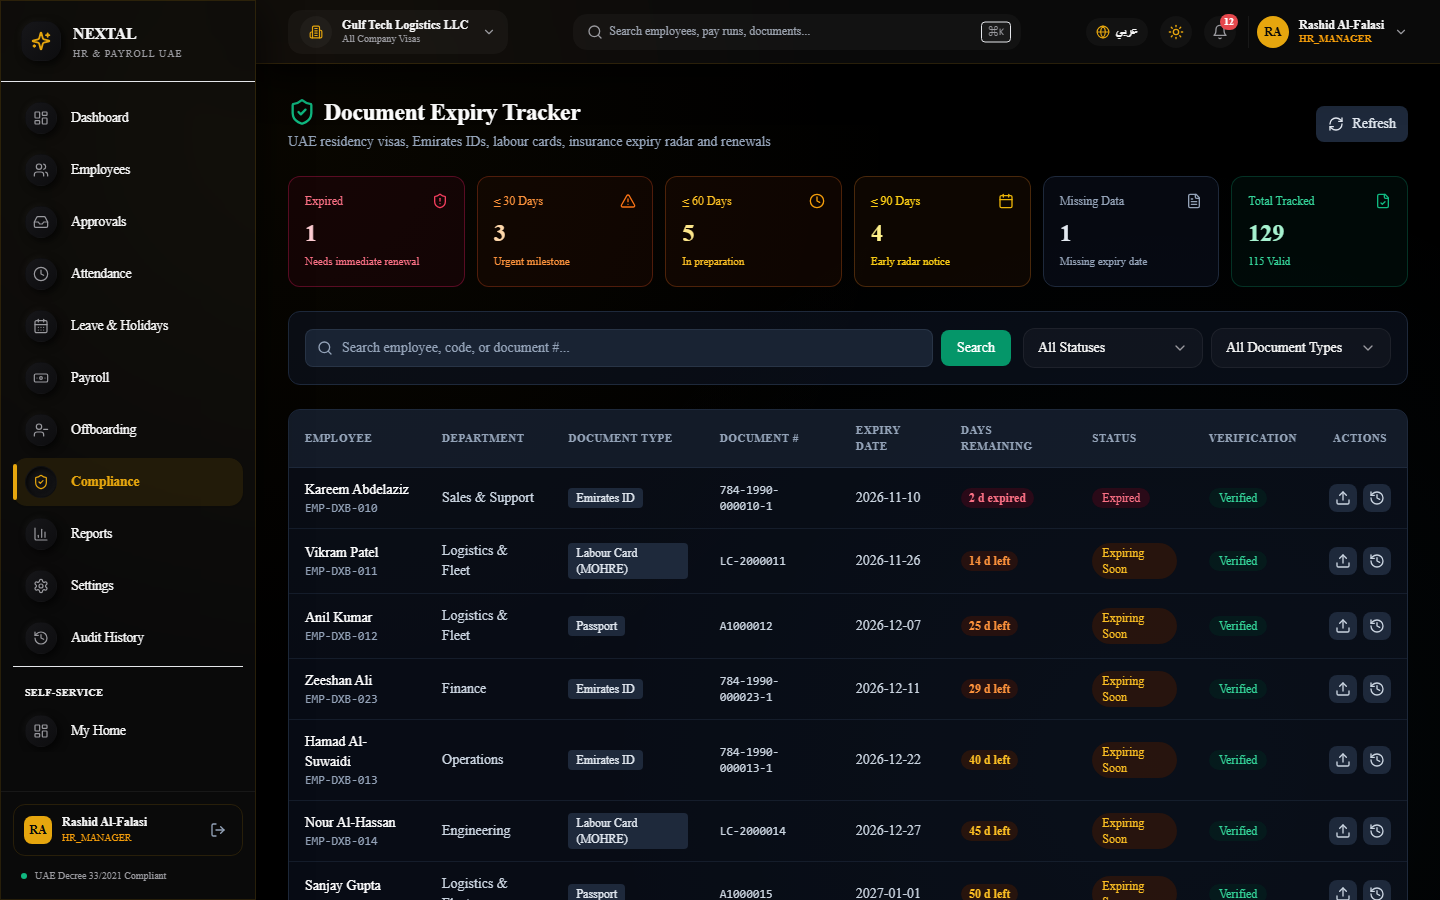 NEXTAL
HR & PAYROLL UAE
Dashboard
Employees
Approvals
Attendance
Leave & Holidays
Payroll
Offboarding
Compliance
Reports
Settings
Audit History
SELF-SERVICE
My Home
RA
Rashid Al-Falasi
HR_MANAGER
UAE Decree 33/2021 Compliant
Gulf Tech Logistics LLC
All Company Visas
Search employees, pay runs, documents...
⌘K
عربي
12
RA
Rashid Al-Falasi
HR_MANAGER
Document Expiry Tracker
UAE residency visas, Emirates IDs, labour cards, insurance expiry radar and renewals
Refresh
Expired
1
Needs immediate renewal
≤ 30 Days
3
Urgent milestone
≤ 60 Days
5
In preparation
≤ 90 Days
4
Early radar notice
Missing Data
1
Missing expiry date
Total Tracked
129
115 Valid
Search employee, code, or document #...
Search
All Statuses
All Document Types
EMPLOYEE DEPARTMENT DOCUMENT TYPE DOCUMENT # EXPIRY DATE DAYS REMAINING STATUS VERIFICATION ACTIONS
Kareem Abdelaziz
EMP-DXB-010
Sales & Support
Emirates ID
784-1990-
000010-1
2026-11-10
2 d expired
Expired
Verified
Vikram Patel
EMP-DXB-011
Logistics &
Fleet
Labour Card
(MOHRE)
LC-2000011
2026-11-26
14 d left
Expiring
Soon
Verified
Anil Kumar
EMP-DXB-012
Logistics &
Fleet
Passport
A1000012
2026-12-07
25 d left
Expiring
Soon
Verified
Zeeshan Ali
EMP-DXB-023
Finance
Emirates ID
784-1990-
000023-1
2026-12-11
29 d left
Expiring
Soon
Verified
Hamad Al-
Suwaidi
EMP-DXB-013
Operations
Emirates ID
784-1990-
000013-1
2026-12-22
40 d left
Expiring
Soon
Verified
Nour Al-Hassan
EMP-DXB-014
Engineering
Labour Card
(MOHRE)
LC-2000014
2026-12-27
45 d left
Expiring
Soon
Verified
Sanjay Gupta
Logistics &
Passport
A1000015
2027-01-01
50 d left
Expiring
Soon
Verified